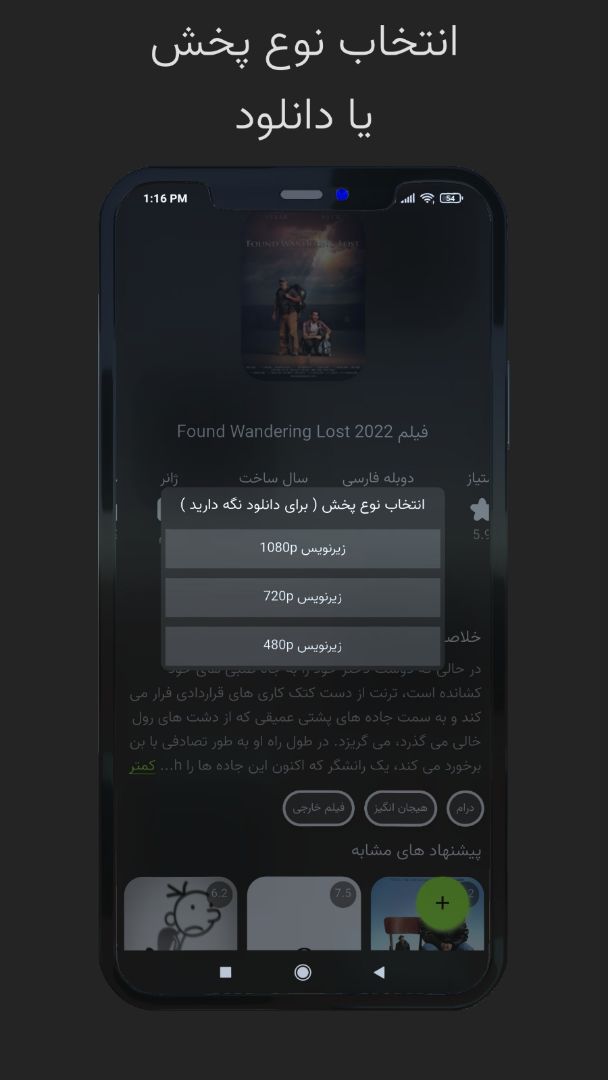 انتخاب نوع پخش
یا دانلود
1:16 PM
54
FOUND WANDERING LOST
فیلم Found Wandering Lost 2022
سال ساخت
دوبله فارسی
ژانر
5.9
انتخاب نوع پخش ( برای دانلود نگه دارید )
زیرنویس 1080p
زیرنویس 720p
زیرنویس 480p
در حالی که دوست دختر خود را به جاه طلبی های خود
کشانده است، ترنت از دست کتک کاری های قراردادی فرار می
کند و به سمت جاده های پشتی عمیقی که از دشت های رول
خالی می گذرد، می گریزد. در طول راه او به طور تصادفی با بن
برخورد می کند، یک رانشگر که اکنون این جاده ها را h... کمتر
درام
هیجان انگیز
فیلم خارجی
پیشنهاد های مشابه
6.2
7.5
+